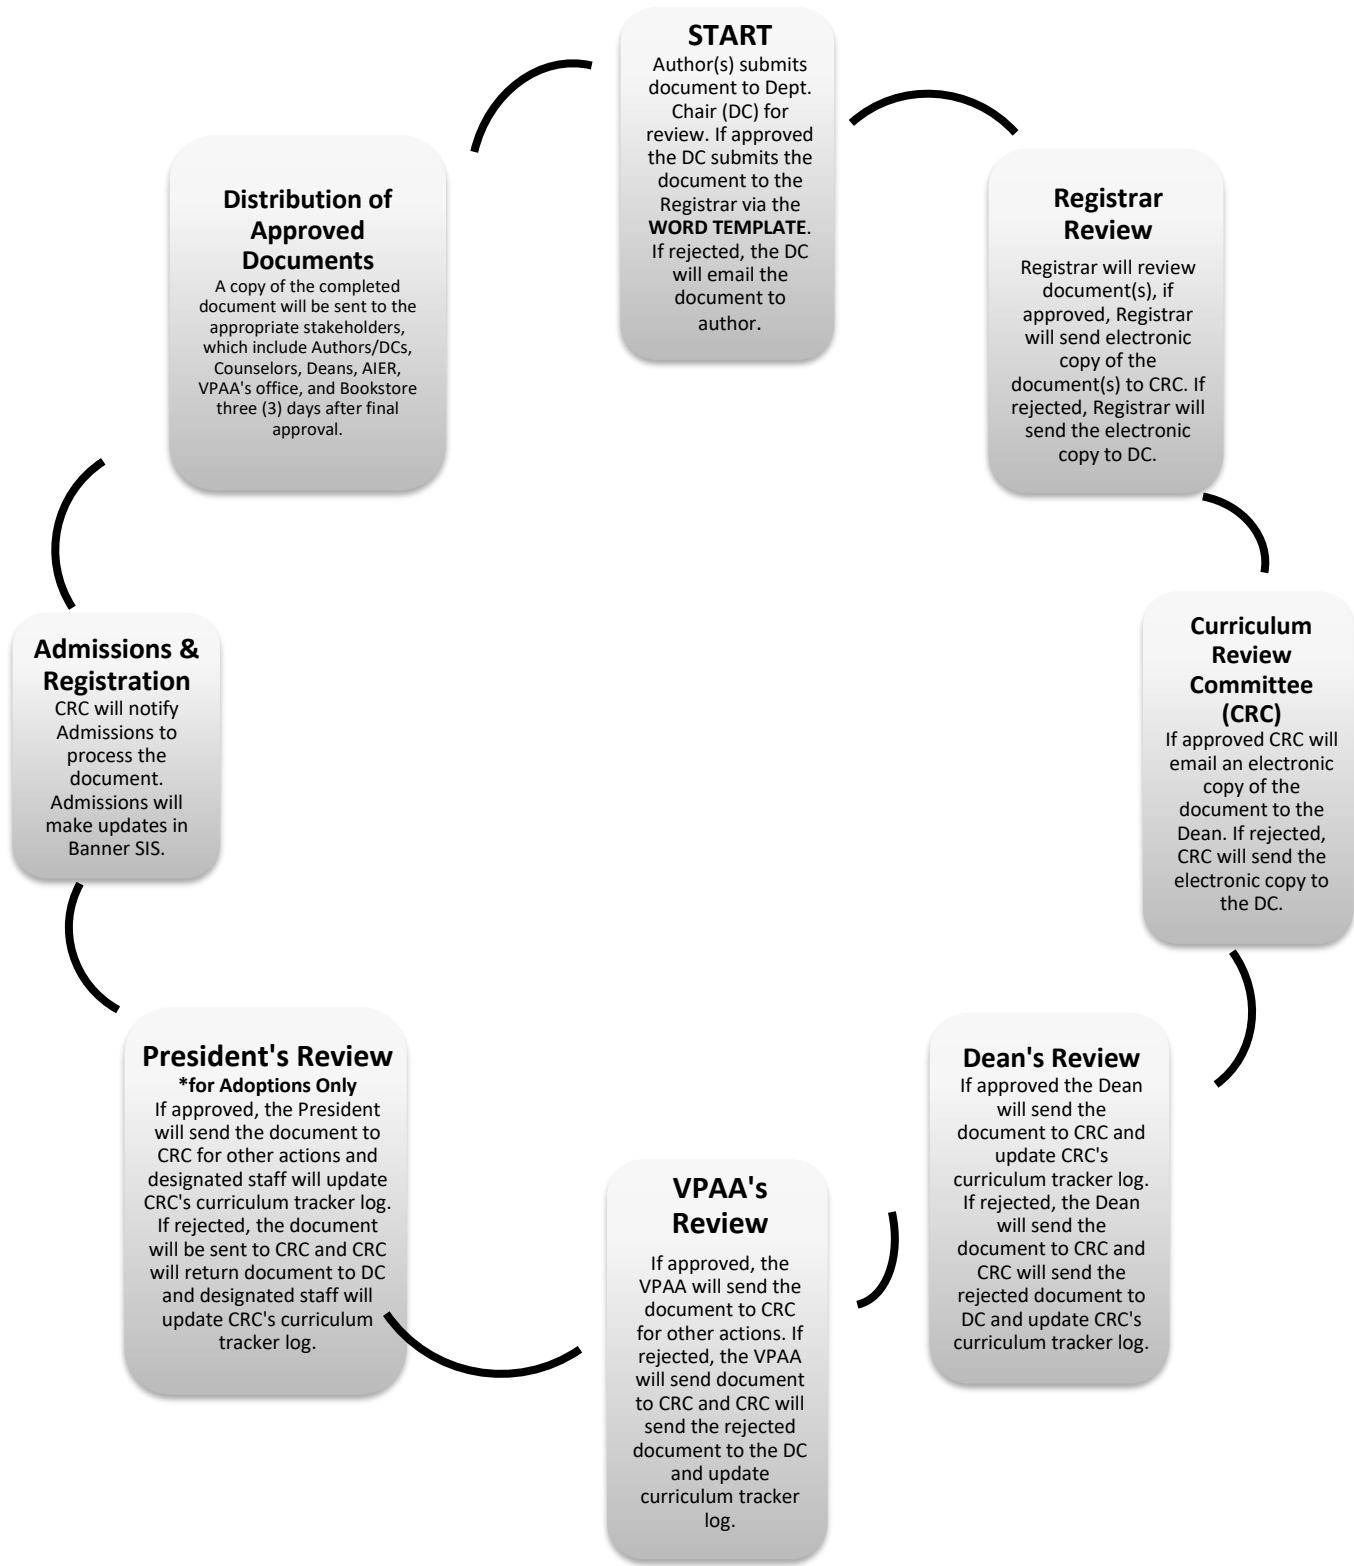 START
Author(s) submits
document to Dept.
Chair (DC) for
review. If approved
the DC submits the
document to the
Registrar via the
WORD TEMPLATE.
If rejected, the DC
will email the
document to
author.
Registrar
Review
Registrar will review
document(s), if
approved, Registrar
will send electronic
copy of the
document(s) to CRC. If
rejected, Registrar will
send the electronic
copy to DC.
Curriculum
Review
Committee
(CRC)
If approved CRC will
email an electronic
copy of the
document to the
Dean. If rejected,
CRC will send the
electronic copy to
the DC.
Dean's Review
If approved the Dean
will send the
document to CRC and
update CRC's
curriculum tracker log.
If rejected, the Dean
will send the
document to CRC and
CRC will send the
rejected document to
DC and update CRC's
curriculum tracker log.
VPAA's
Review
If approved, the
VPAA will send the
document to CRC
for other actions. If
rejected, the VPAA
will send document
to CRC and CRC will
send the rejected
document to the DC
and update
curriculum tracker
log.
President's Review
*for Adoptions Only
If approved, the President
will send the document to
CRC for other actions and
designated staff will update
CRC's curriculum tracker log.
If rejected, the document
will be sent to CRC and CRC
will return document to DC
and designated staff will
update CRC's curriculum
tracker log.
Admissions &
Registration
CRC will notify
Admissions to
process the
document.
Admissions will
make updates in
Banner SIS.
Distribution of
Approved
Documents
A copy of the completed
document will be sent to the
appropriate stakeholders,
which include Authors/DCs,
Counselors, Deans, AIER,
VPAA's office, and Bookstore
three (3) days after final
approval.